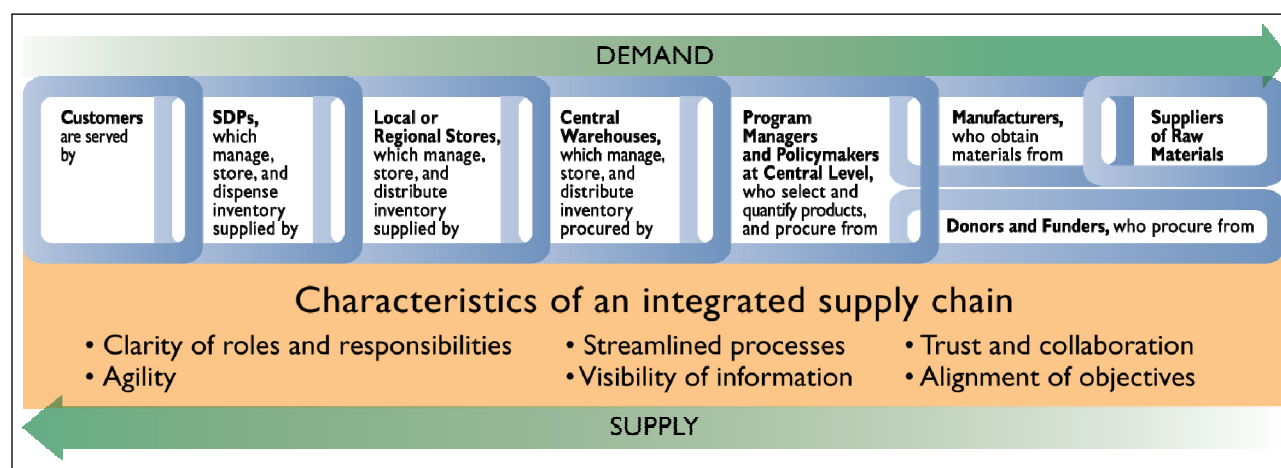 DEMAND
Customers
are served
by
SDPs,
which
manage,
store, and
dispense
inventory
supplied by
Local or
Regional Stores,
which manage,
store, and
distribute
inventory
supplied by
Central
Warehouses,
which manage,
store, and
distribute
inventory
procured by
Program
Managers
and Policymakers
at Central Level,
who select and
quantify products,
and procure from
Manufacturers,
who obtain
materials from
Suppliers
of Raw
Materials
Donors and Funders, who procure from
Characteristics of an integrated supply chain
• Clarity of roles and responsibilities
• Agility
• Streamlined processes
• Visibility of information
• Trust and collaboration
• Alignment of objectives
SUPPLY